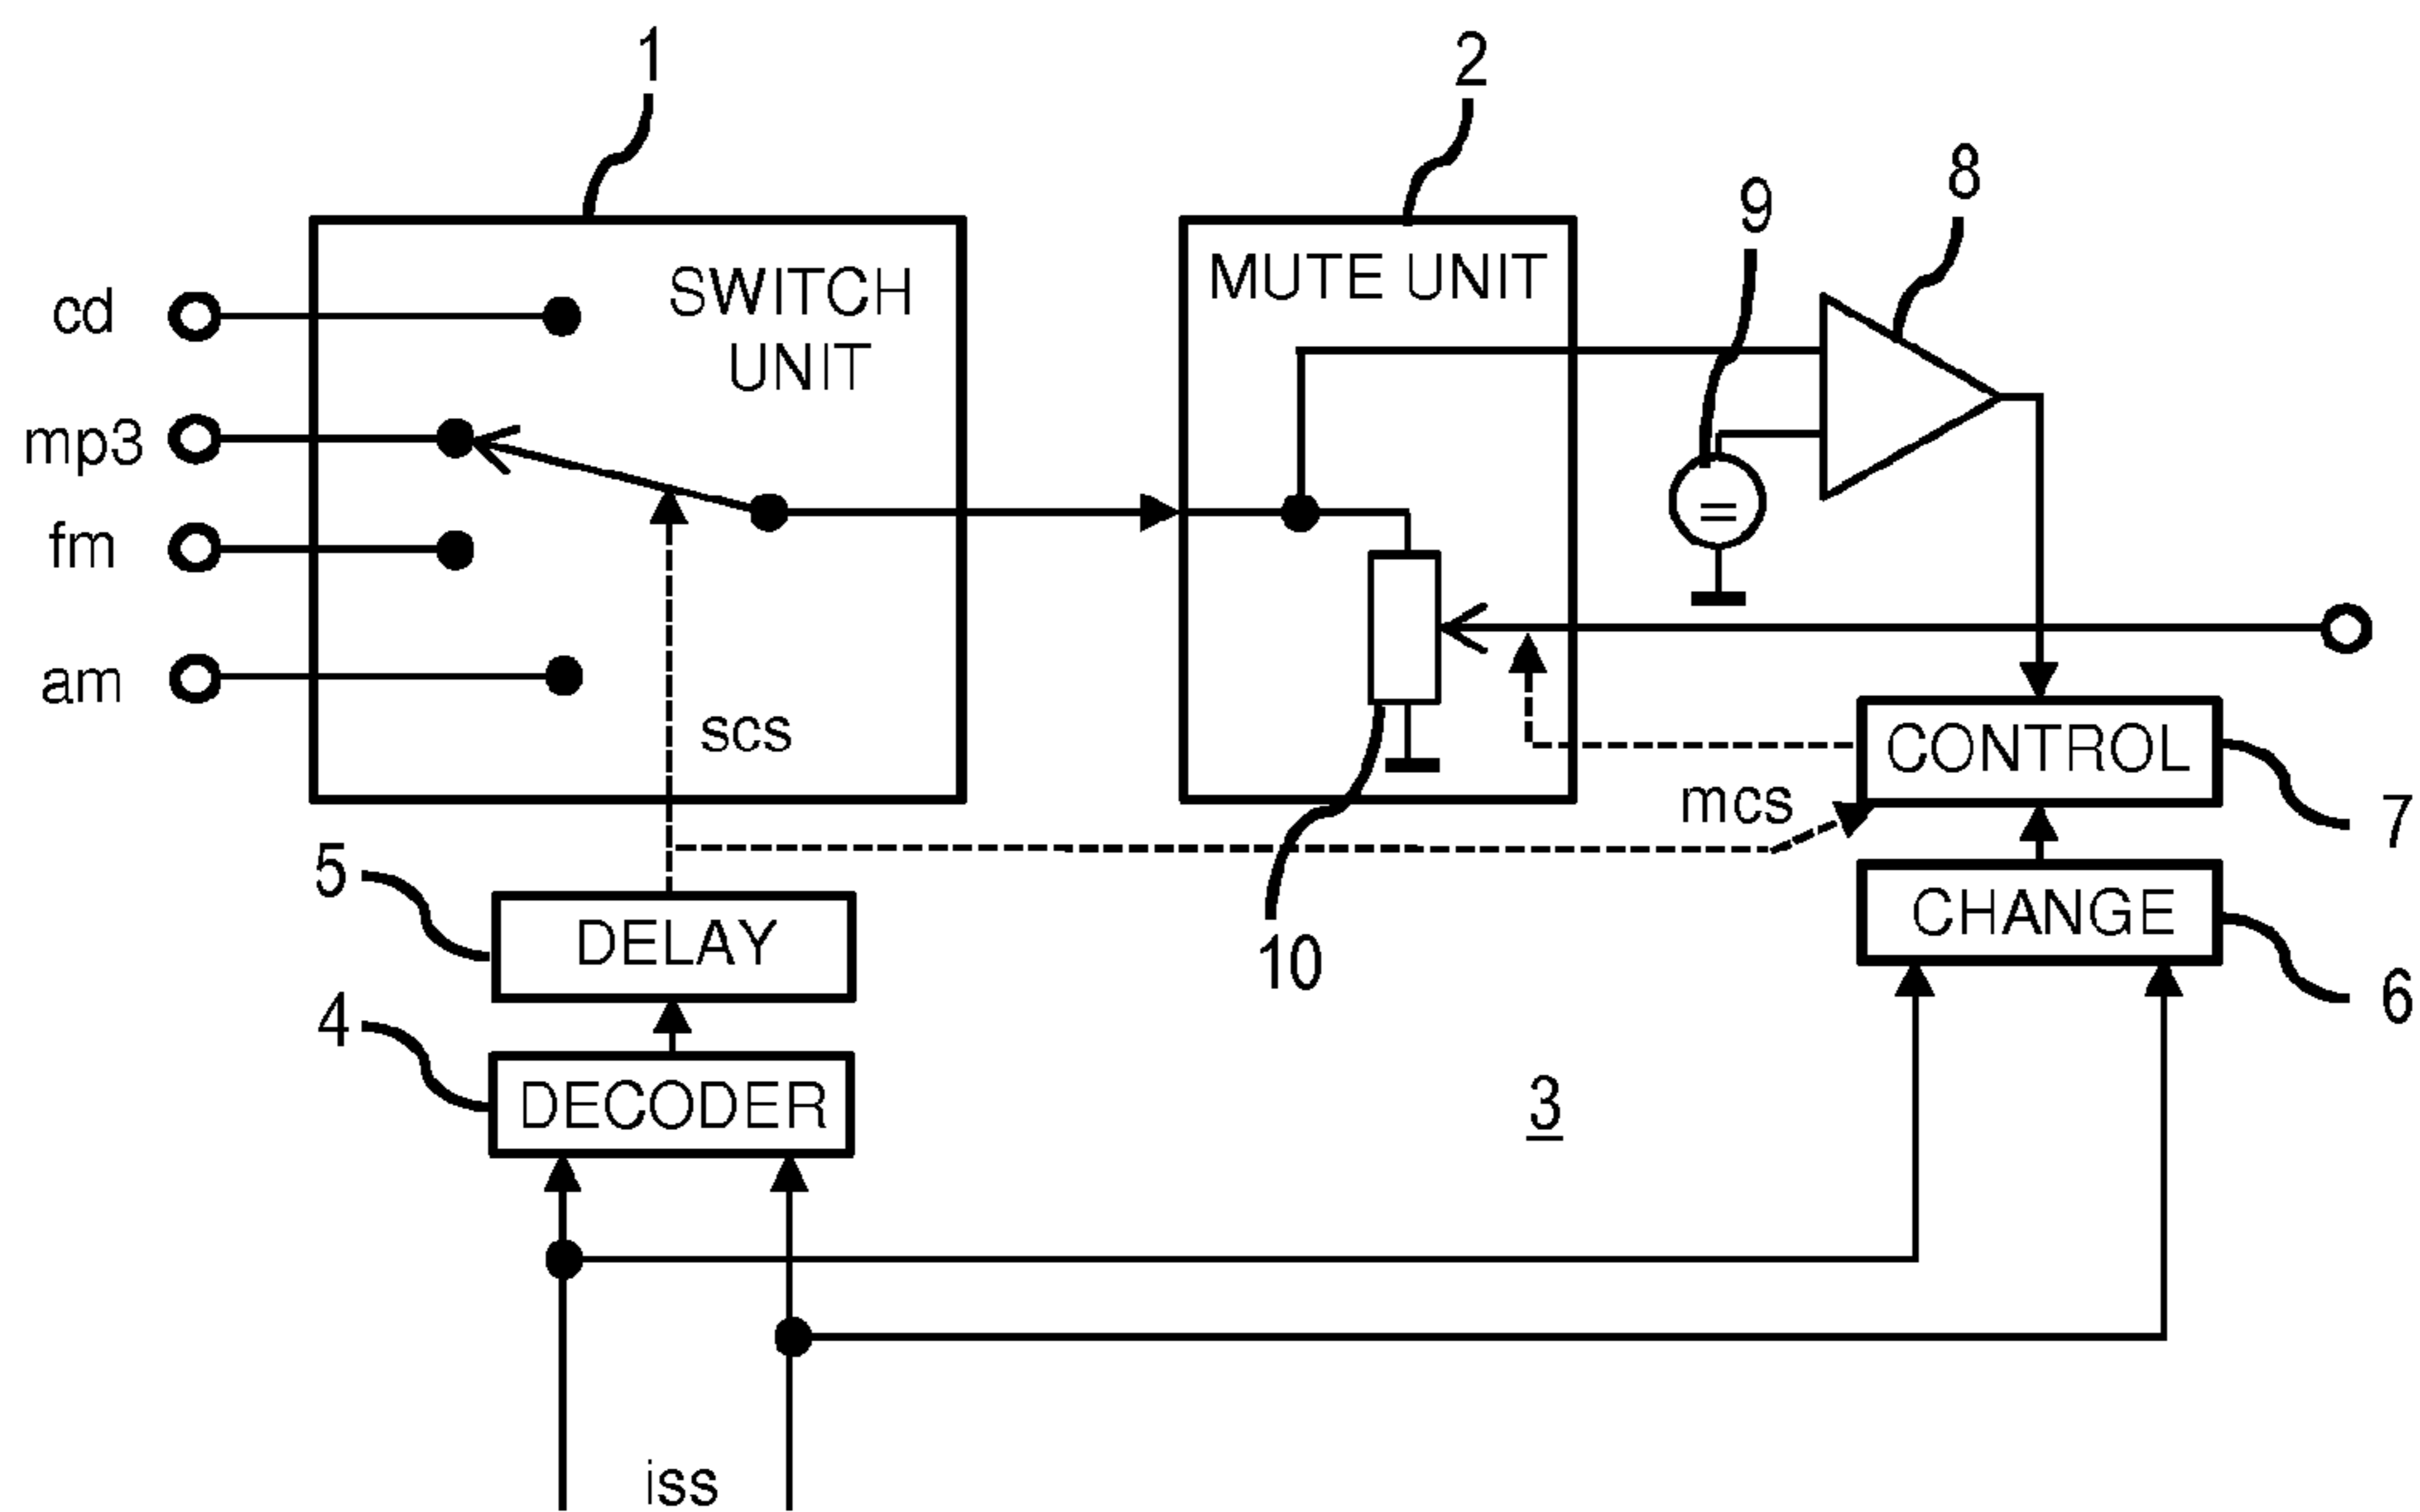 1
2
8
9
SWITCH
UNIT
MUTE UNIT
cd
mp3
fm
am
scs
CONTROL
mcs
7
5
DELAY
CHANGE
10
6
4
DECODER
3
iss